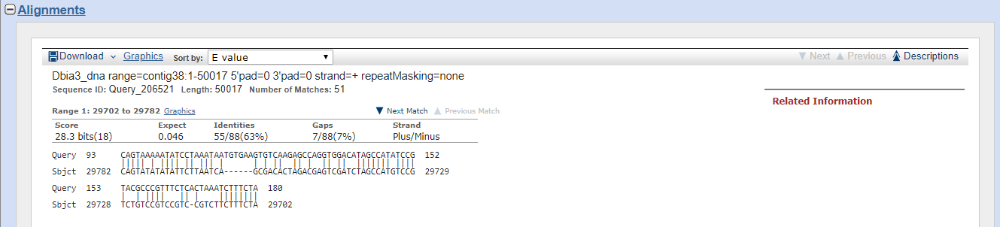 Alignments
Download Graphics Sort by: E value Next Previous Descriptions
Dbia3_dna range=contig38:1-50017 5'pad=0 3'pad=0 strand=+ repeatMasking=none
Sequence ID: Query_206521 Length: 50017 Number of Matches: 51
Related Information
Range 1: 29702 to 29782 Graphics Next Match Previous Match
Score Expect Identities Gaps Strand
28.3 bits(18) 0.046 55/88(63%) 7/88(7%) Plus/Minus
Query 93 CAGTAAAAATATCCTAAATAATGTGAAGTGTCAAGAGCCAGGTGGACATAGCCATATCCG 152
Sbjct 29782 CAGTATATATATTCTTAATCA------GCGACACTAGACGAGTCGATCTAGCCATGTCCG 29729
Query 153 TACGCCCGTTTCTCACTAAATCTTTCTA 180
Sbjct 29728 TCTGTCCGTCCGTC-CGTCTTCTTTCTA 29702